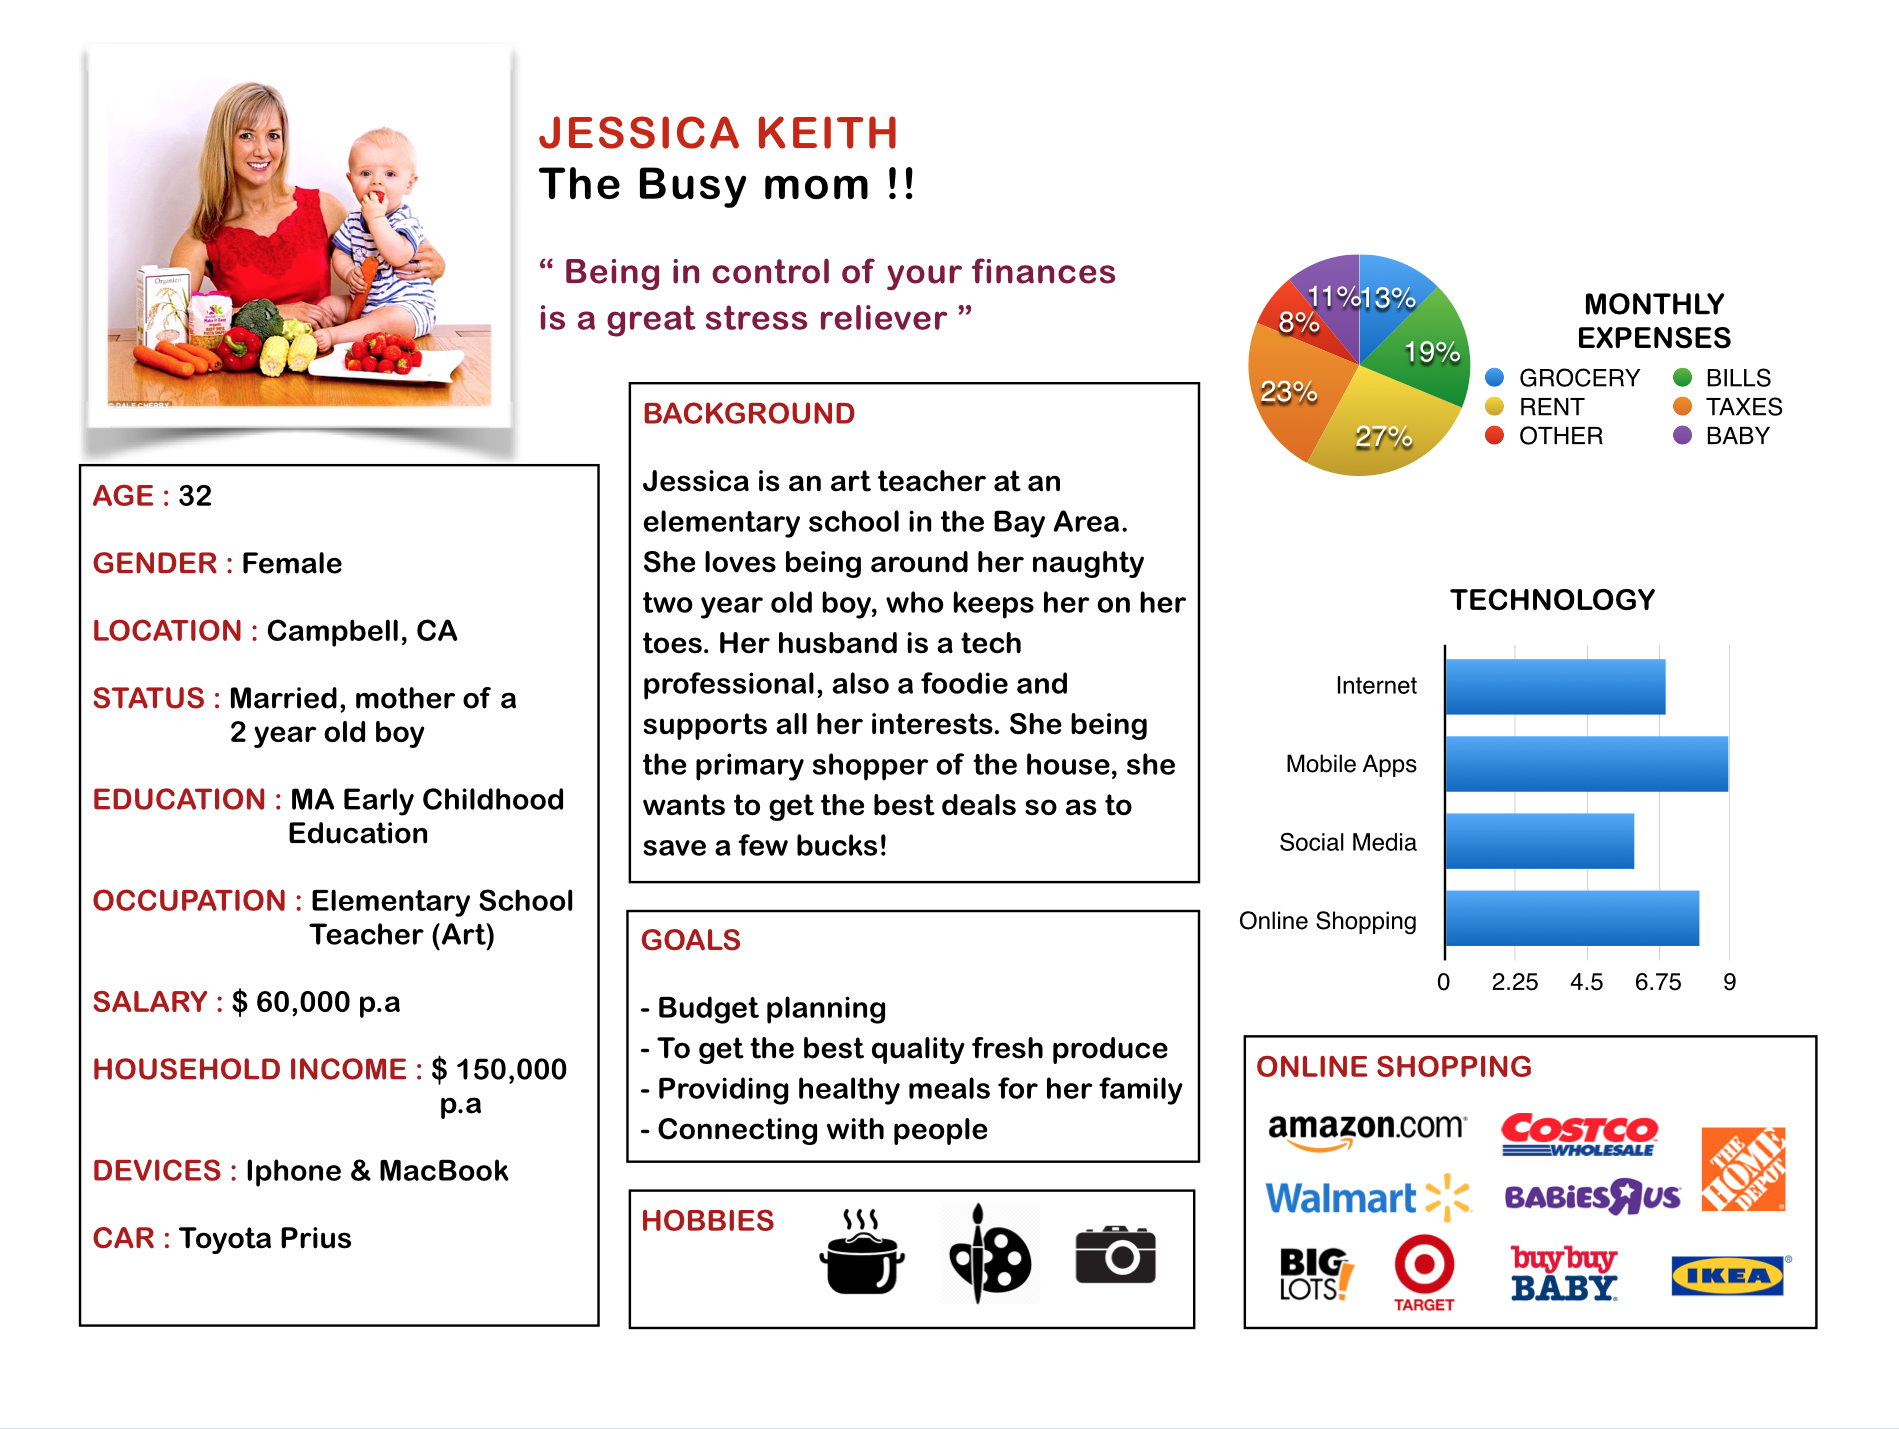 JESSICA KEITH
The Busy mom !!
“ Being in control of your finances
is a great stress reliever ”
Organico
AGE : 32
GENDER : Female
LOCATION : Campbell, CA
STATUS : Married, mother of a
2 year old boy
EDUCATION : MA Early Childhood
Education
OCCUPATION : Elementary School
Teacher (Art)
SALARY : $ 60,000 p.a
HOUSEHOLD INCOME : $ 150,000
p.a
DEVICES : Iphone & MacBook
CAR : Toyota Prius
BACKGROUND
Jessica is an art teacher at an
elementary school in the Bay Area.
She loves being around her naughty
two year old boy, who keeps her on her
toes. Her husband is a tech
professional, also a foodie and
supports all her interests. She being
the primary shopper of the house, she
wants to get the best deals so as to
save a few bucks!
GOALS
- Budget planning
- To get the best quality fresh produce
- Providing healthy meals for her family
- Connecting with people
HOBBIES
11% 13%
8%
19%
23%
27%
MONTHLY
EXPENSES
GROCERY BILLS
RENT TAXES
OTHER BABY
TECHNOLOGY
Internet
Mobile Apps
Social Media
Online Shopping
0 2.25 4.5 6.75 9
ONLINE SHOPPING
amazon.com
COSTCO
WHOLESALE
THE
HOME
DEPOT
Walmart
BABIESRUS
BIG
LOTS!
TARGET
buybuy
BABY
IKEA